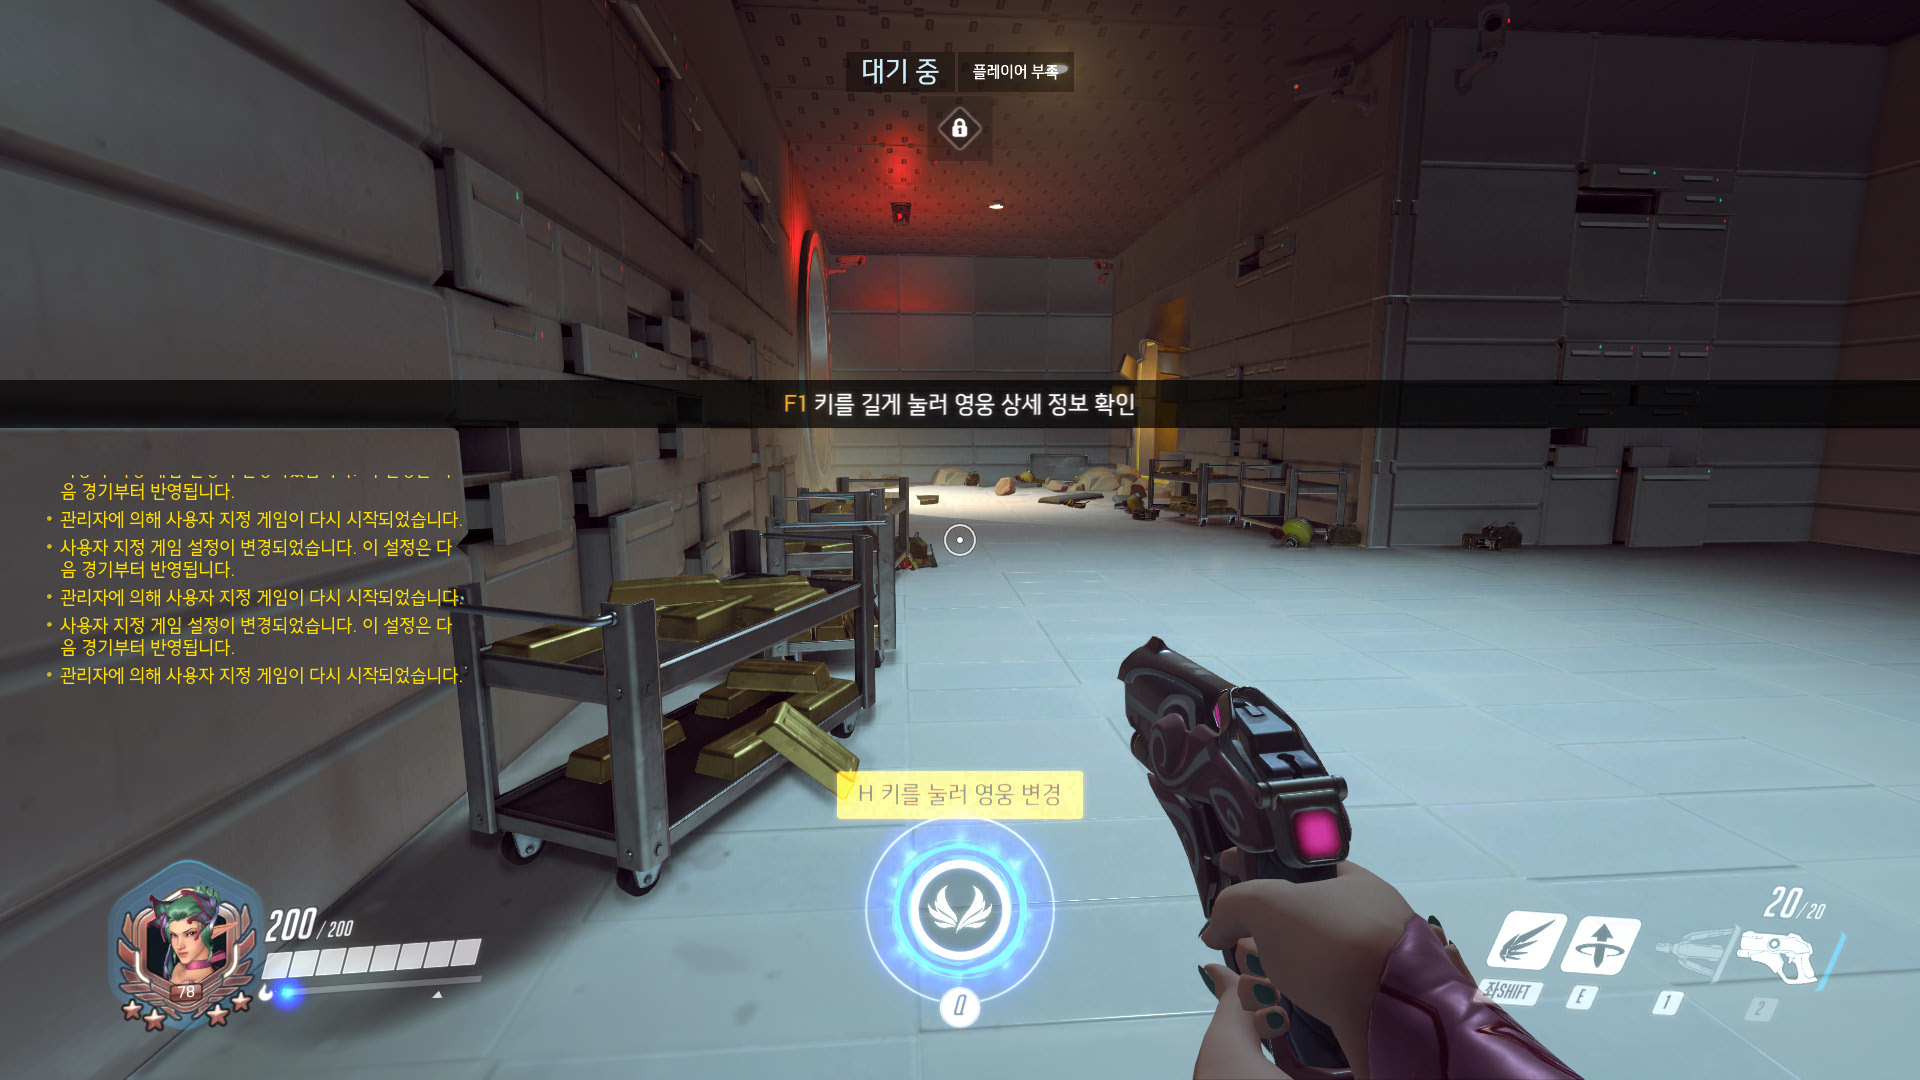 대기 중 플레이어 부족
F1 키를 길게 눌러 영웅 상세 정보 확인
음 경기부터 반영됩니다.
• 관리자에 의해 사용자 지정 게임이 다시 시작되었습니다.
• 사용자 지정 게임 설정이 변경되었습니다. 이 설정은 다
음 경기부터 반영됩니다.
• 관리자에 의해 사용자 지정 게임이 다시 시작되었습니다.
• 사용자 지정 게임 설정이 변경되었습니다. 이 설정은 다
음 경기부터 반영됩니다.
• 관리자에 의해 사용자 지정 게임이 다시 시작되었습니다.
H 키를 눌러 영웅 변경
200/200
78
Q
20/20
좌SHIFT E 1 2